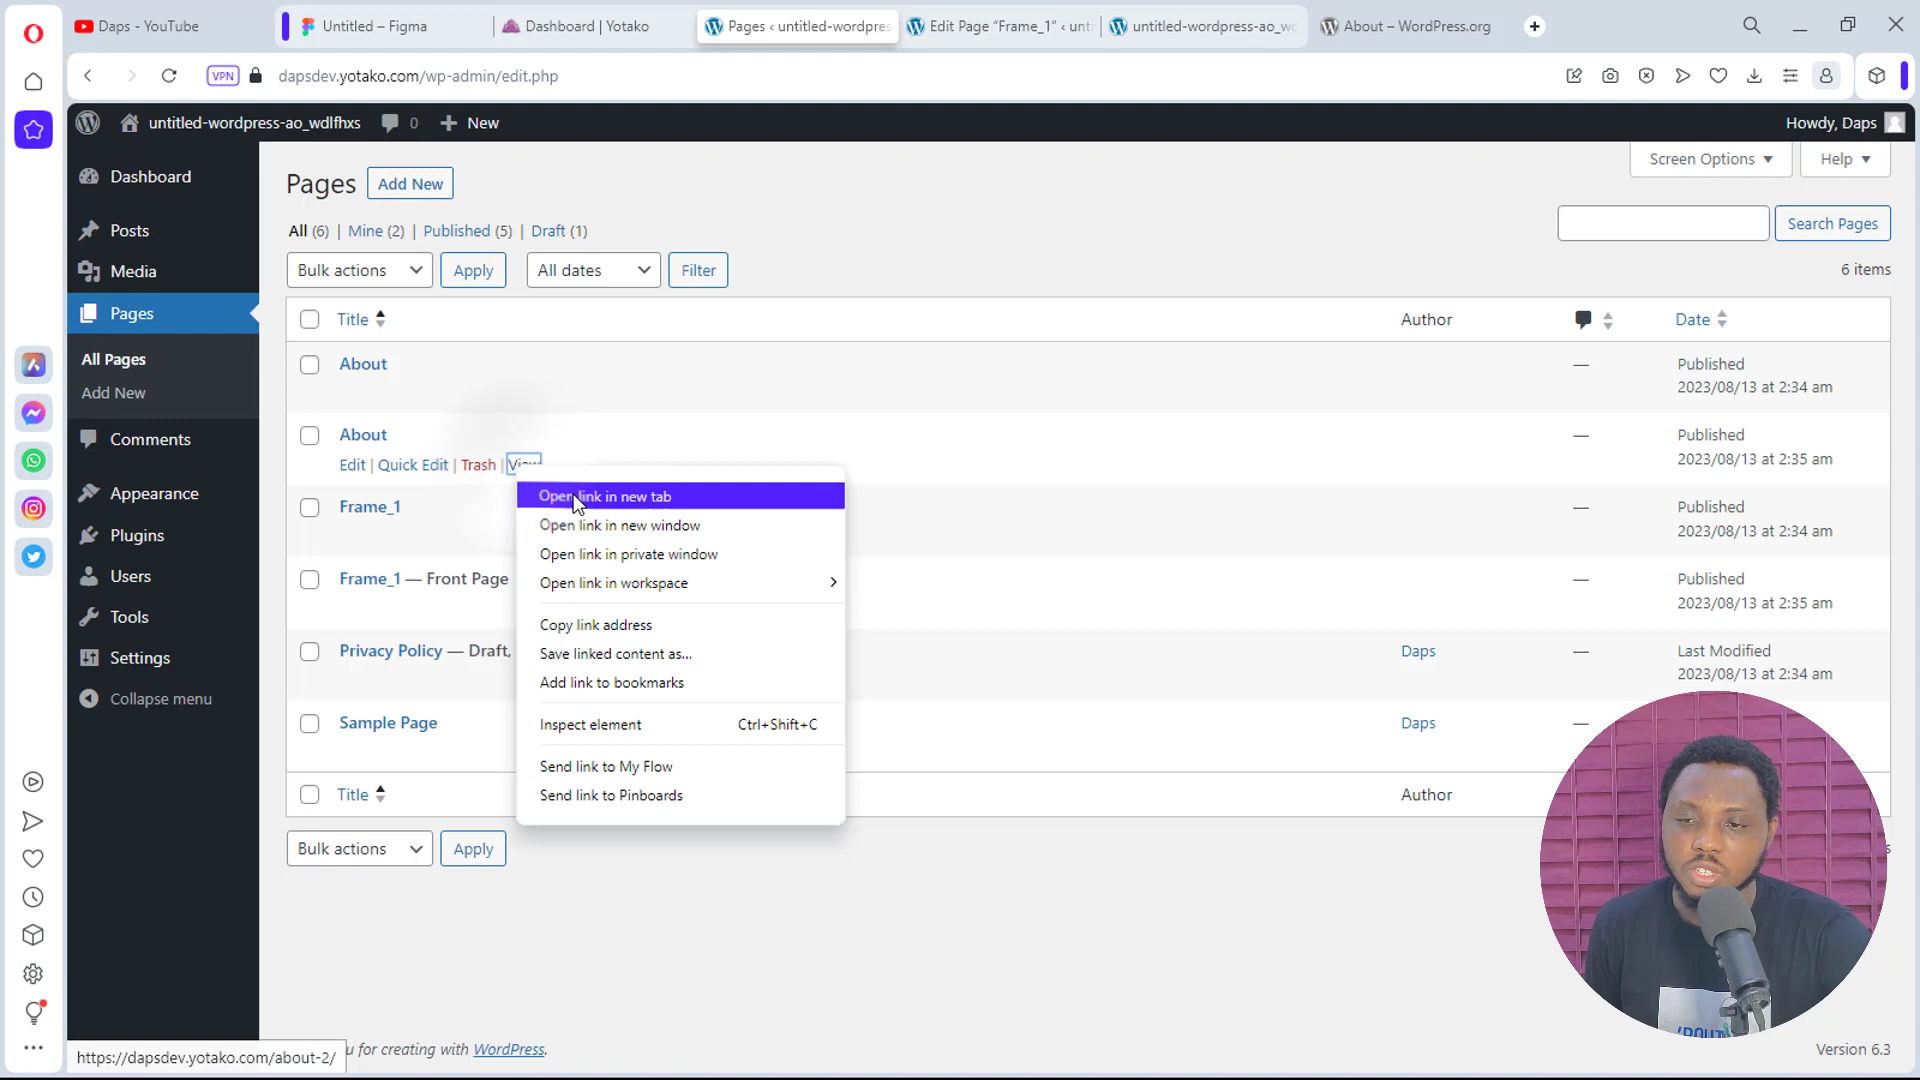 Daps - YouTube
Untitled – Figma
Dashboard | Yotako
Pages ‹ untitled-wordpres
Edit Page “Frame_1” ‹ unti
untitled-wordpress-ao_w
About – WordPress.org
VPN
dapsdev.yotako.com/wp-admin/edit.php
untitled-wordpress-ao_wdlfhxs
0
New
Howdy, Daps
Dashboard
Posts
Media
Pages
All Pages
Add New
Comments
Appearance
Plugins
Users
Tools
Settings
Collapse menu
Screen Options
Help
Pages
Add New
All (6) | Mine (2) | Published (5) | Draft (1)
Search Pages
Bulk actions
Apply
All dates
Filter
6 items
Title
Author
Date
About
—
Published
2023/08/13 at 2:34 am
About
—
Published
2023/08/13 at 2:35 am
Edit | Quick Edit | Trash | View
Frame_1
—
Published
2023/08/13 at 2:34 am
Frame_1 — Front Page
—
Published
2023/08/13 at 2:35 am
Privacy Policy — Draft,
Daps
—
Last Modified
2023/08/13 at 2:34 am
Sample Page
Daps
—
Title
Author
Bulk actions
Apply
Open link in new tab
Open link in new window
Open link in private window
Open link in workspace
Copy link address
Save linked content as...
Add link to bookmarks
Inspect element
Ctrl+Shift+C
Send link to My Flow
Send link to Pinboards
https://dapsdev.yotako.com/about-2/
u for creating with WordPress.
Version 6.3